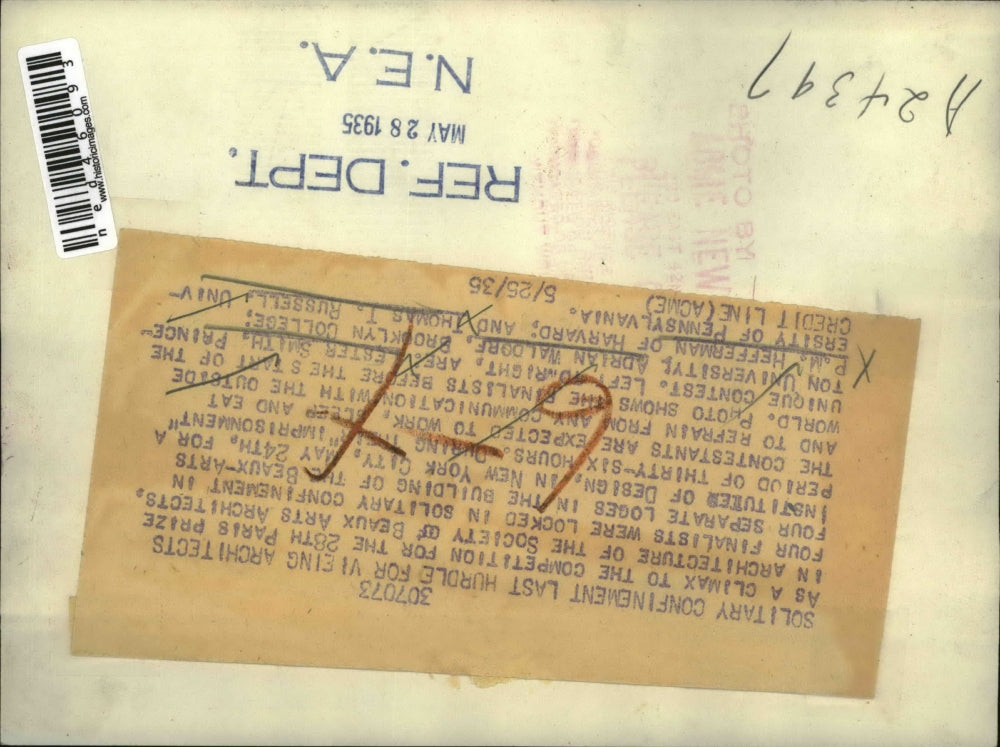 307073
SOLITARY CONFINEMENT LAST HURDLE FOR VIEING ARCHITECTS
AS A CLIMAX TO THE COMPETITION FOR THE 28TH PARIS PRIZE
IN ARCHITECTURE OF THE SOCIETY OF BEAUX ARTS ARCHITECTS,
FOUR FINALISTS WERE LOCKED IN SOLITARY CONFINEMENT IN
FOUR SEPARATE LOGES IN THE BUILDING OF THE BEAUX-ARTS
INSTITUTE OF DESIGN, IN NEW YORK CITY, MAY 24TH, FOR A
PERIOD OF THIRTY-SIX HOURS. DURING THEIR "IMPRISONMENT"
THE CONTESTANTS ARE EXPECTED TO WORK, SLEEP AND EAT
AND TO REFRAIN FROM ANY COMMUNICATION WITH THE OUTSIDE
WORLD. PHOTO SHOWS THE FINALISTS BEFORE THE START OF THE
UNIQUE CONTEST. LEFT TO RIGHT, ARE: LESTER SMITH, PRINCE-
TON UNIVERSITY, ADRIAN WALDORF, BROOKLYN COLLEGE;
P.M. HEFFERMAN OF HARVARD; AND, THOMAS T. RUSSELL, UNIV-
ERSITY OF PENNSYLVANIA.
CREDIT LINE (ACME) 5/25/35
REF. DEPT.
MAY 28 1935
N.E.A.
A24397
www.historicimages.com